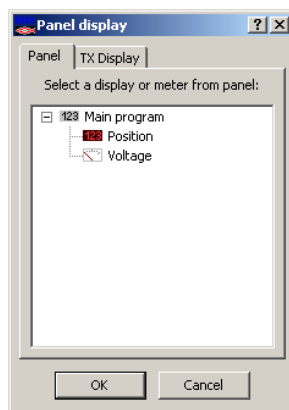 Panel display
Panel TX Display
Select a display or meter from panel:
123 Main program
123 Position
Voltage
OK Cancel